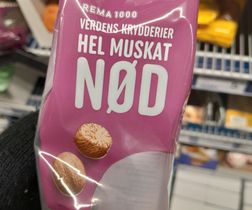 REMA 1000
VERDENS KRYDDERIER
HEL MUSKAT
NØD